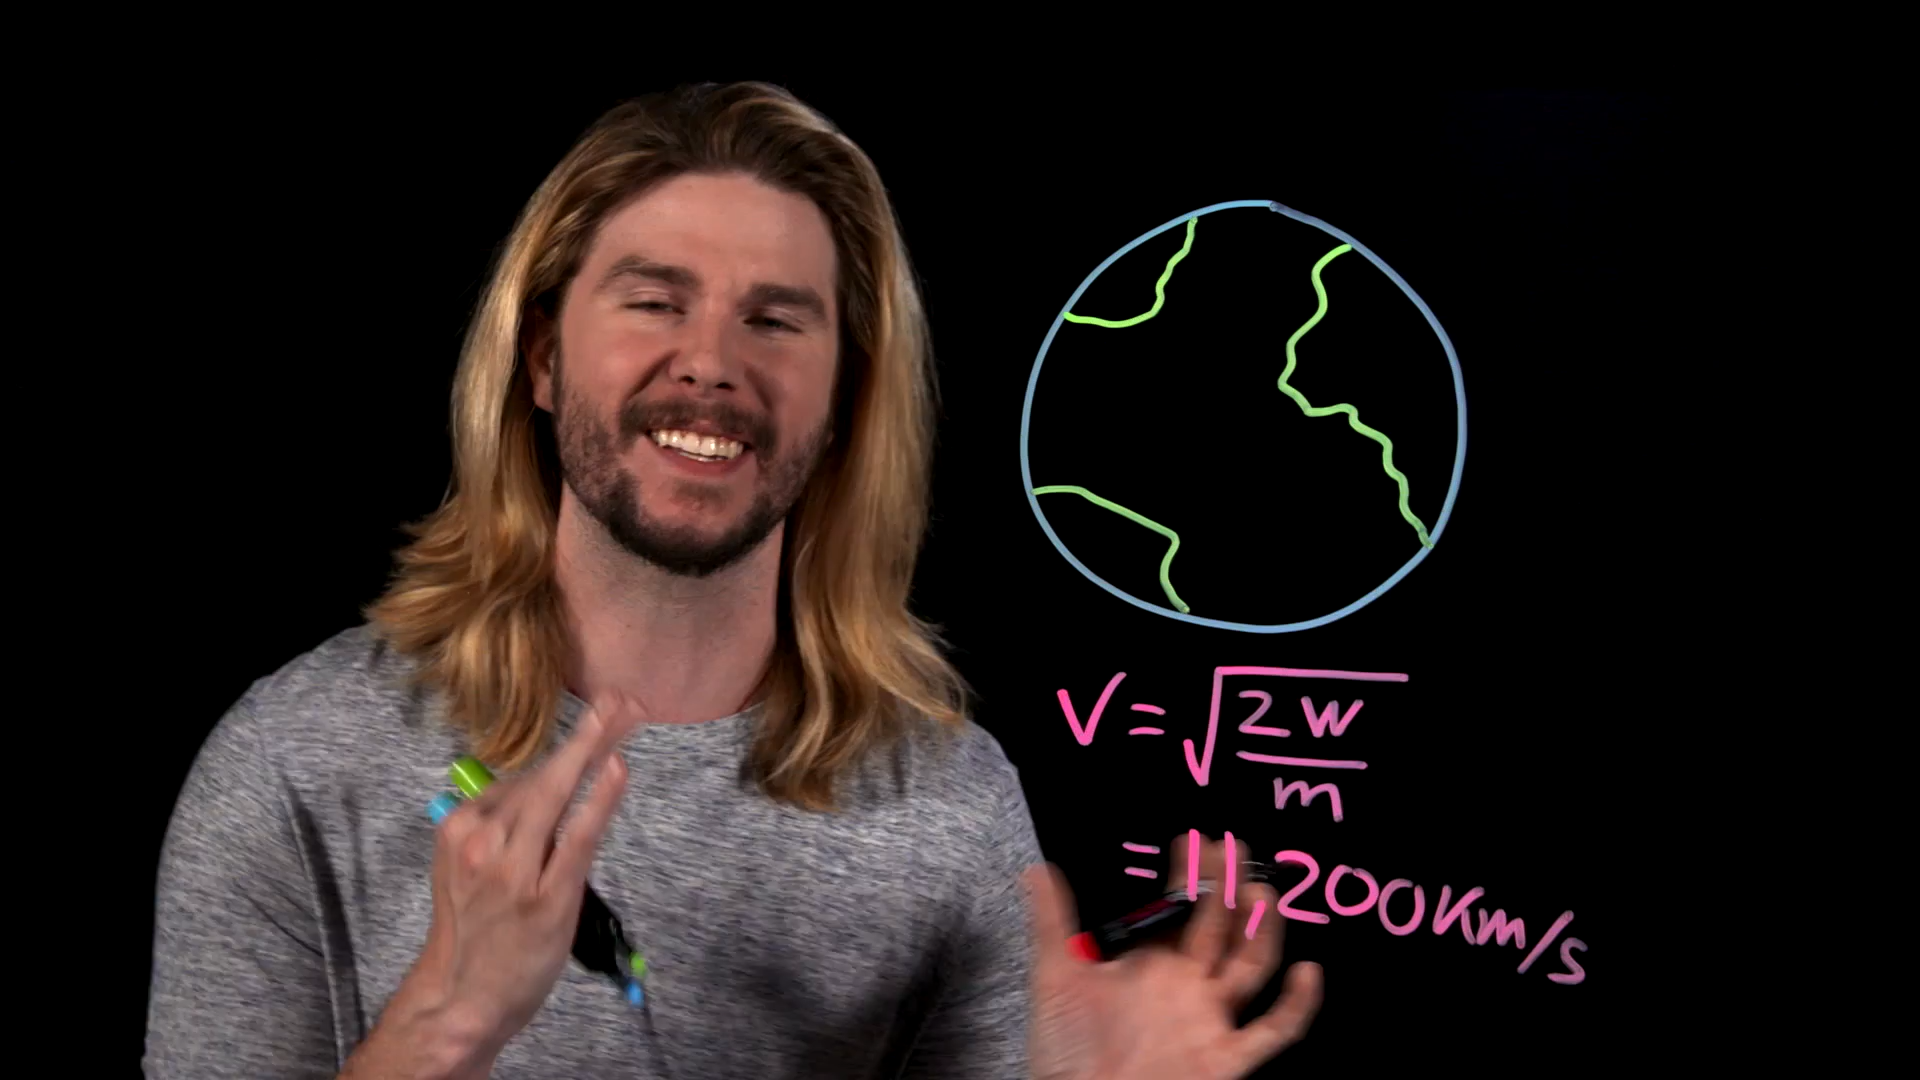 V = √2W/m
= 11,200 Km/s